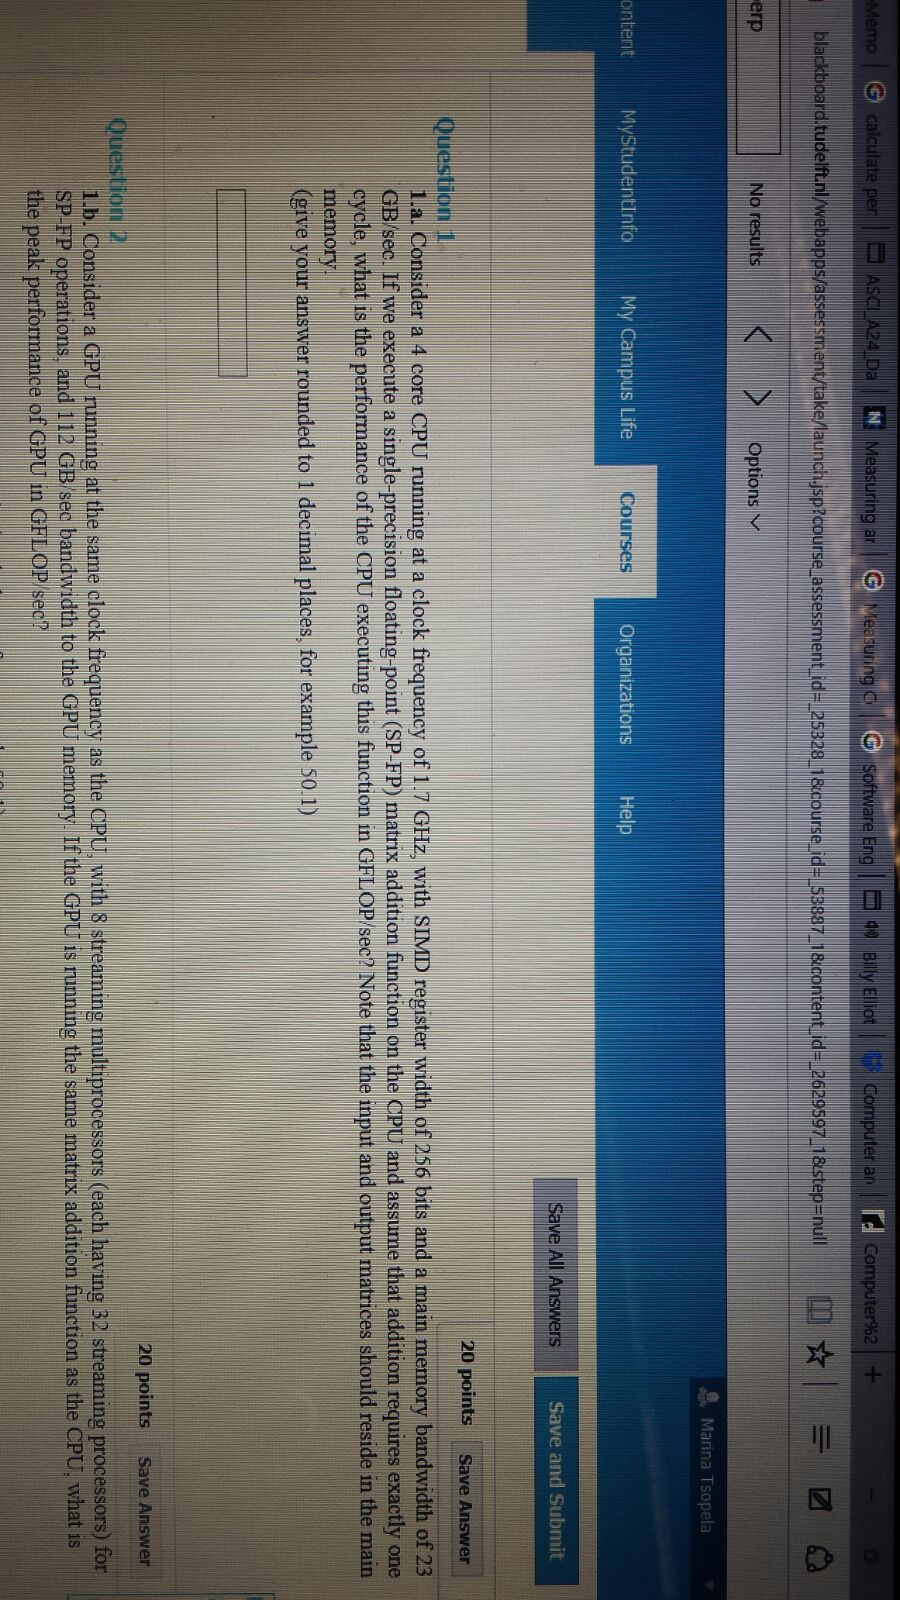 Memo
calculate per
ASCI_A24_Da
Measuring ar
Measuring C
Software Eng
Billy Elliot
Computer an
Computer%2
blackboard.tudelft.nl/webapps/assessment/take/launch.jsp?course_assessment_id=_25328_1&course_id=_53887_1&content_id=_2629597_1&step=null
erp
No results
Options
Marina Tsopela
ontent
MyStudentInfo
My Campus Life
Courses
Organizations
Help
Save All Answers
Save and Submit
Question 1
20 points
Save Answer
1.a. Consider a 4 core CPU running at a clock frequency of 1.7 GHz, with SIMD register width of 256 bits and a main memory bandwidth of 23
GB/sec. If we execute a single-precision floating-point (SP-FP) matrix addition function on the CPU and assume that addition requires exactly one
cycle, what is the performance of the CPU executing this function in GFLOP/sec? Note that the input and output matrices should reside in the main
memory.
(give your answer rounded to 1 decimal places, for example 50.1)
Question 2
20 points
Save Answer
1.b. Consider a GPU running at the same clock frequency as the CPU, with 8 streaming multiprocessors (each having 32 streaming processors) for
SP-FP operations, and 112 GB/sec bandwidth to the GPU memory. If the GPU is running the same matrix addition function as the CPU, what is
the peak performance of GPU in GFLOP/sec?